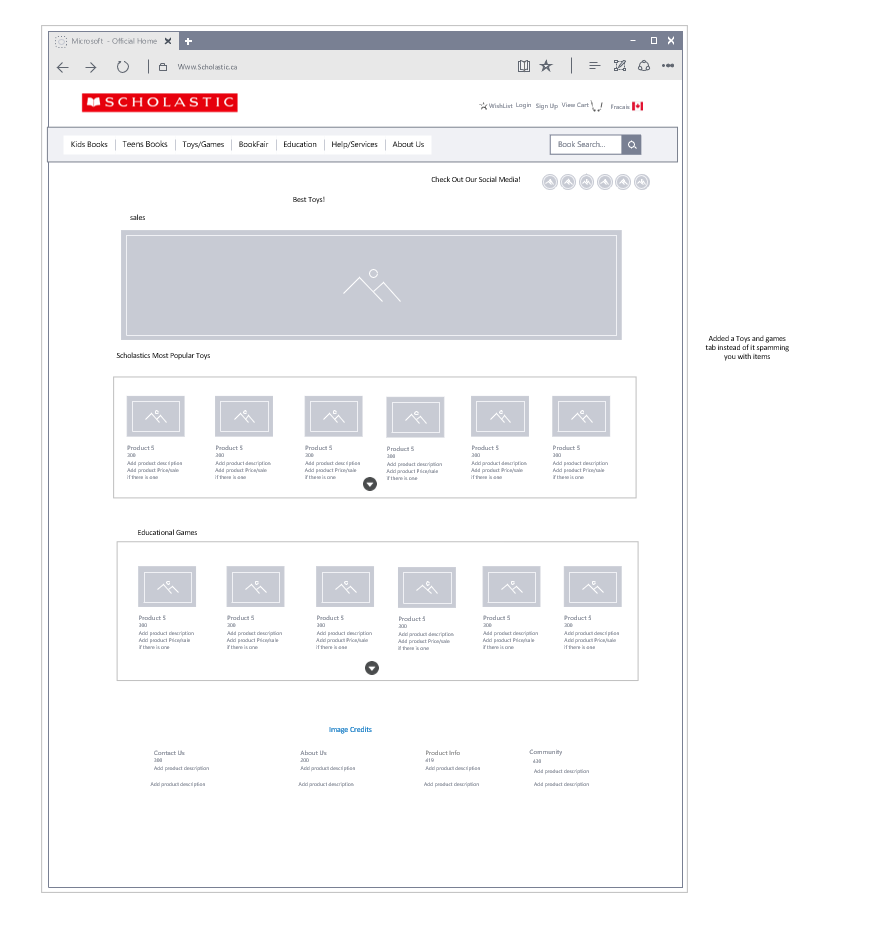 Microsoft - Official Home
Www.Scholastic.ca
SCHOLASTIC
WishList Login Sign Up View Cart Fracais
Kids Books Teens Books Toys/Games BookFair Education Help/Services About Us Book Search...
Check Out Our Social Media!
Best Toys!
sales
Added a Toys and games
tab instead of it spamming
you with items
Scholastics Most Popular Toys
Product 5 Product 5 Product 5 Product 5 Product 5 Product 5
300 300 300 300 300 300
Add product description Add product description Add product description Add product description Add product description Add product description
Add product Price/sale Add product Price/sale Add product Price/sale Add product Price/sale Add product Price/sale Add product Price/sale
if there is one if there is one if there is one if there is one if there is one if there is one
Educational Games
Product 5 Product 5 Product 5 Product 5 Product 5 Product 5
300 300 300 300 300 300
Add product description Add product description Add product description Add product description Add product description Add product description
Add product Price/sale Add product Price/sale Add product Price/sale Add product Price/sale Add product Price/sale Add product Price/sale
if there is one if there is one if there is one if there is one if there is one if there is one
Image Credits
Contact Us About Us Product Info Community
300 200 419 430
Add product description Add product description Add product description Add product description
Add product description Add product description Add product description Add product description